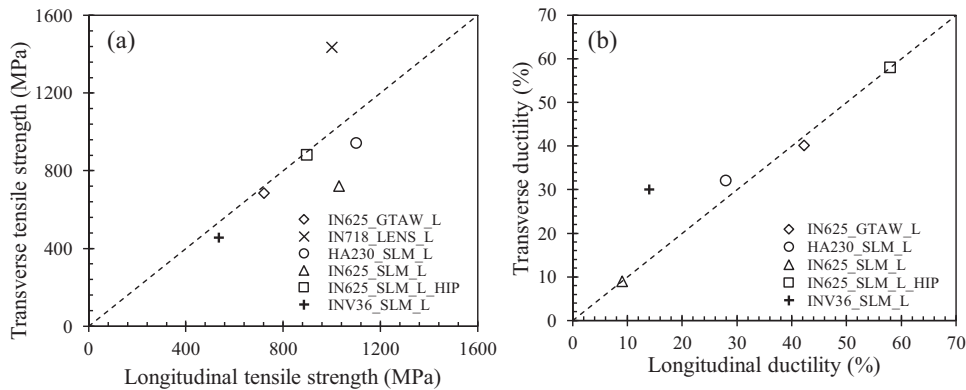 (a)
Transverse tensile strength (MPa)
1600
1200
800
400
0
0 400 800 1200 1600
Longitudinal tensile strength (MPa)
IN625_GTAW_L
IN718_LENS_L
HA230_SLM_L
IN625_SLM_L
IN625_SLM_L_HIP
INV36_SLM_L
(b)
Transverse ductility (%)
70
60
50
40
30
20
10
0
0 10 20 30 40 50 60 70
Longitudinal ductility (%)
IN625_GTAW_L
HA230_SLM_L
IN625_SLM_L
IN625_SLM_L_HIP
INV36_SLM_L